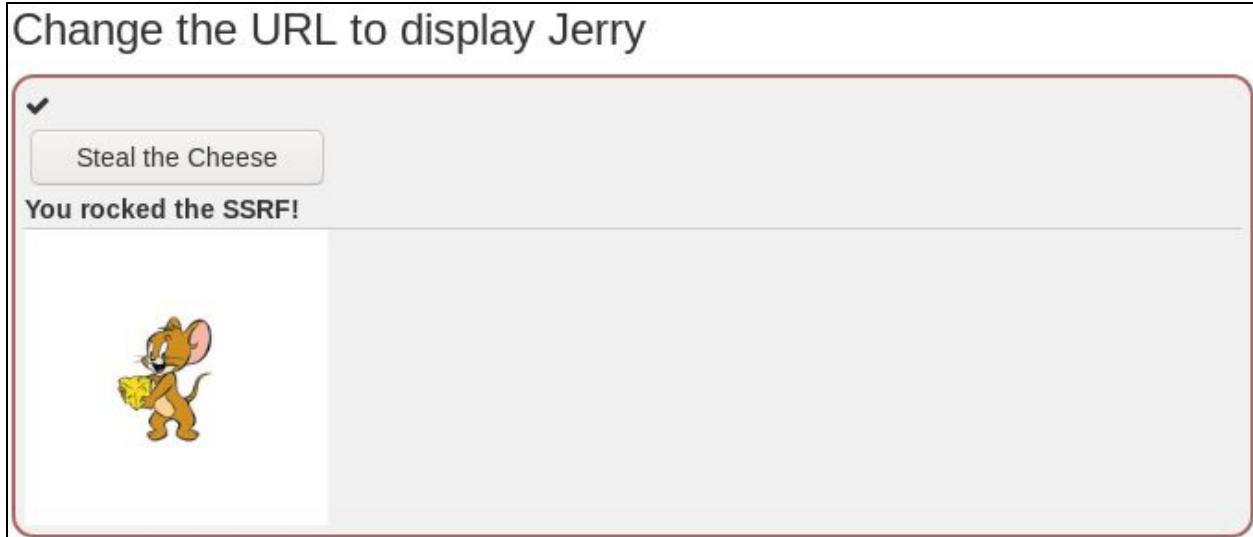 Change the URL to display Jerry
Steal the Cheese
You rocked the SSRF!